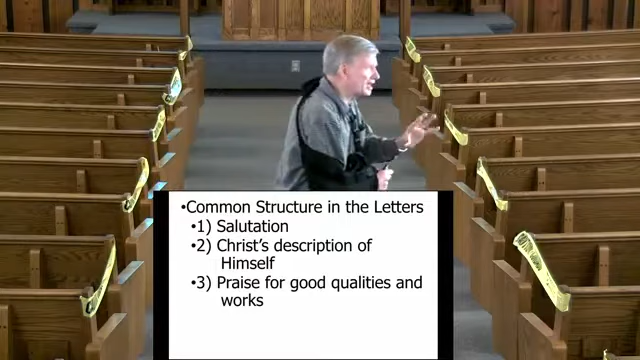 •Common Structure in the Letters
•1) Salutation
•2) Christ's description of
Himself
•3) Praise for good qualities and
works